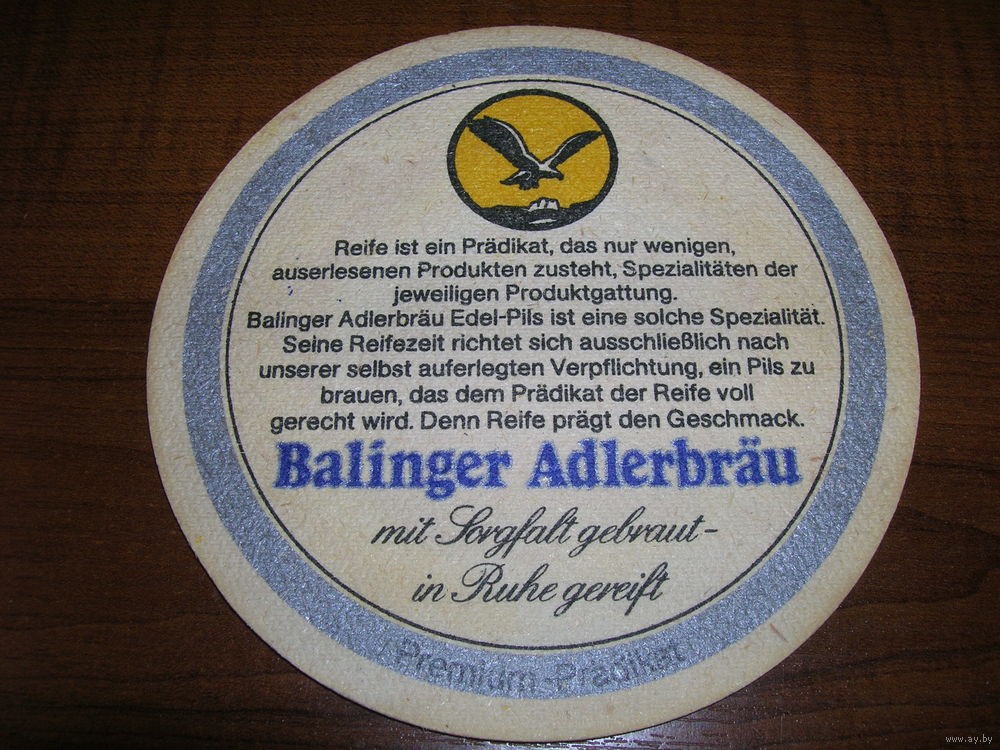 Reife ist ein Prädikat, das nur wenigen,
auserlesenen Produkten zusteht, Spezialitäten der
jeweiligen Produktgattung.
Balinger Adlerbräu Edel-Pils ist eine solche Spezialität.
Seine Reifezeit richtet sich ausschließlich nach
unserer selbst auferlegten Verpflichtung, ein Pils zu
brauen, das dem Prädikat der Reife voll
gerecht wird. Denn Reife prägt den Geschmack.
Balinger Adlerbräu
mit Sorgfalt gebraut-
in Ruhe gereift
Premium-Prädikat
www.ay.by